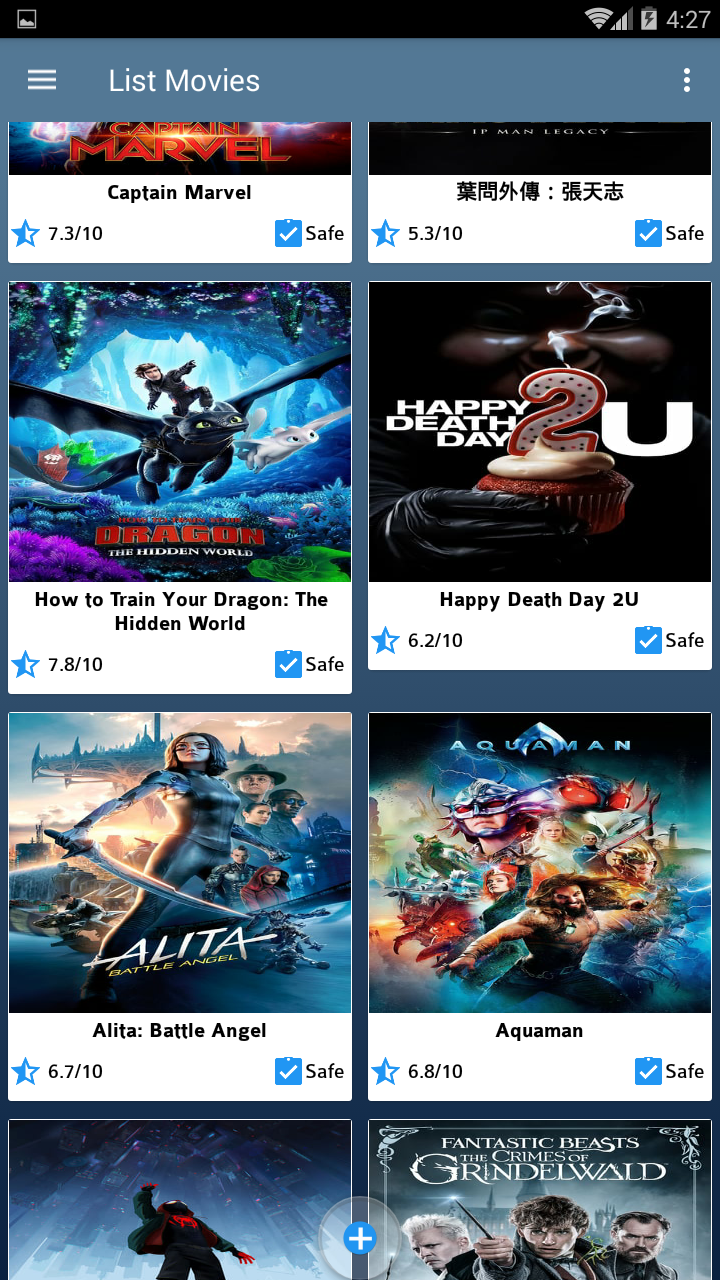 4:27
List Movies
CAPTAIN
MARVEL
IP MAN LEGACY
Captain Marvel
葉問外傳：張天志
7.3/10
Safe
5.3/10
Safe
DRAGON
THE HIDDEN WORLD
HAPPY
DEATH
DAY
2U
How to Train Your Dragon: The
Hidden World
7.8/10
Safe
Happy Death Day 2U
6.2/10
Safe
ALITA
BATTLE ANGEL
AQUAMAN
Alita: Battle Angel
6.7/10
Safe
Aquaman
6.8/10
Safe
FANTASTIC BEASTS
THE CRIMES OF
GRINDELWALD